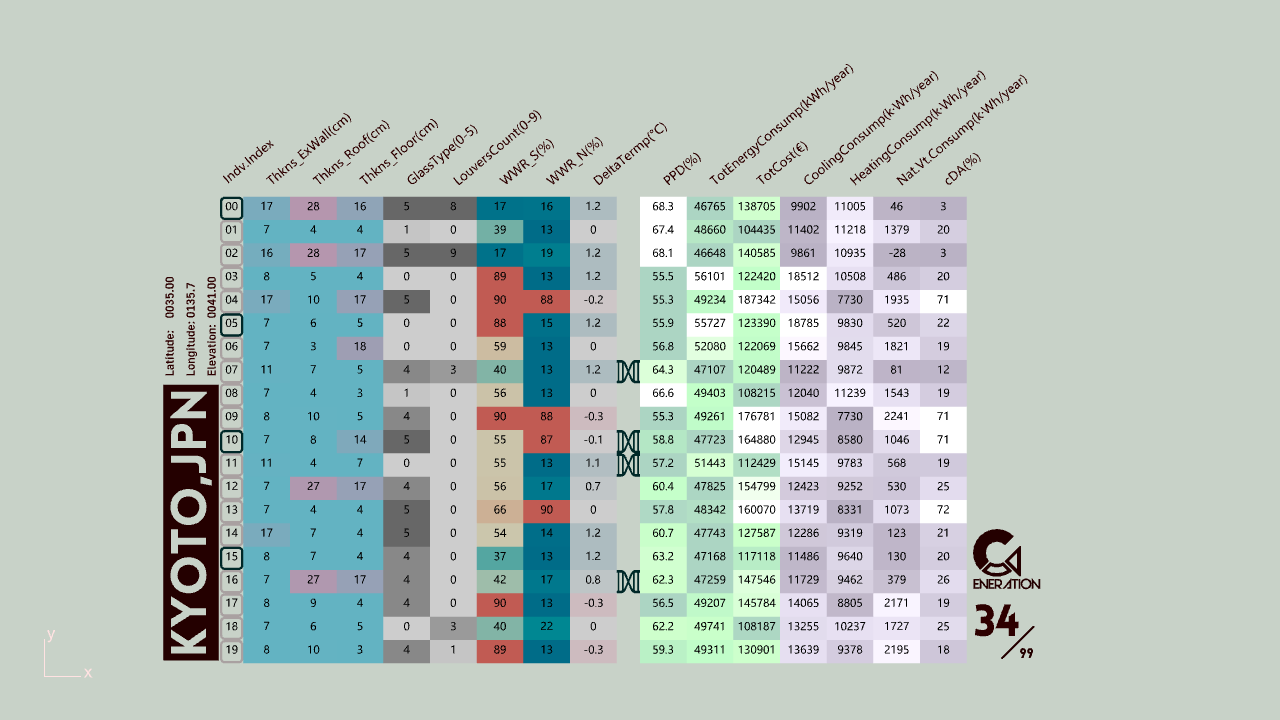 Indv.Index Thkns_ExWall(cm) Thkns_Roof(cm) Thkns_Floor(cm) GlassType(0-5) LouversCount(0-9) WWR_S(%) WWR_N(%) DeltaTermp(°C) PPD(%) TotEnergyConsump(kWh/year) TotCost(€) CoolingConsump(k·Wh/year) HeatingConsump(k·Wh/year) Nat.Vt.Consump(k·Wh/year) cDA(%)
00 17 28 16 5 8 17 16 1.2 68.3 46765 138705 9902 11005 46 3
01 7 4 4 1 0 39 13 0 67.4 48660 104435 11402 11218 1379 20
02 16 28 17 5 9 17 19 1.2 68.1 46648 140585 9861 10935 -28 3
03 8 5 4 0 0 89 13 1.2 55.5 56101 122420 18512 10508 486 20
04 17 10 17 5 0 90 88 -0.2 55.3 49234 187342 15056 7730 1935 71
05 7 6 5 0 0 88 15 1.2 55.9 55727 123390 18785 9830 520 22
06 7 3 18 0 0 59 13 0 56.8 52080 122069 15662 9845 1821 19
07 11 7 5 4 3 40 13 1.2 64.3 47107 120489 11222 9872 81 12
08 7 4 3 1 0 56 13 0 66.6 49403 108215 12040 11239 1543 19
09 8 10 5 4 0 90 88 -0.3 55.3 49261 176781 15082 7730 2241 71
10 7 8 14 5 0 55 87 -0.1 58.8 47723 164880 12945 8580 1046 71
11 11 4 7 0 0 55 13 1.1 57.2 51443 112429 15145 9783 568 19
12 7 27 17 4 0 56 17 0.7 60.4 47825 154799 12423 9252 530 25
13 7 4 4 5 0 66 90 0 57.8 48342 160070 13719 8331 1073 72
14 17 7 4 5 0 54 14 1.2 60.7 47743 127587 12286 9319 123 21
15 8 7 4 4 0 37 13 1.2 63.2 47168 117118 11486 9640 130 20
16 7 27 17 4 0 42 17 0.8 62.3 47259 147546 11729 9462 379 26
17 8 9 4 4 0 90 13 -0.3 56.5 49207 145784 14065 8805 2171 19
18 7 6 5 0 3 40 22 0 62.2 49741 108187 13255 10237 1727 25
19 8 10 3 4 1 89 13 -0.3 59.3 49311 130901 13639 9378 2195 18
Latitude: 0035.00
Longitude: 0135.7
Elevation: 0041.00
KYOTO,JPN
G
ENERATION
34/99
y
x